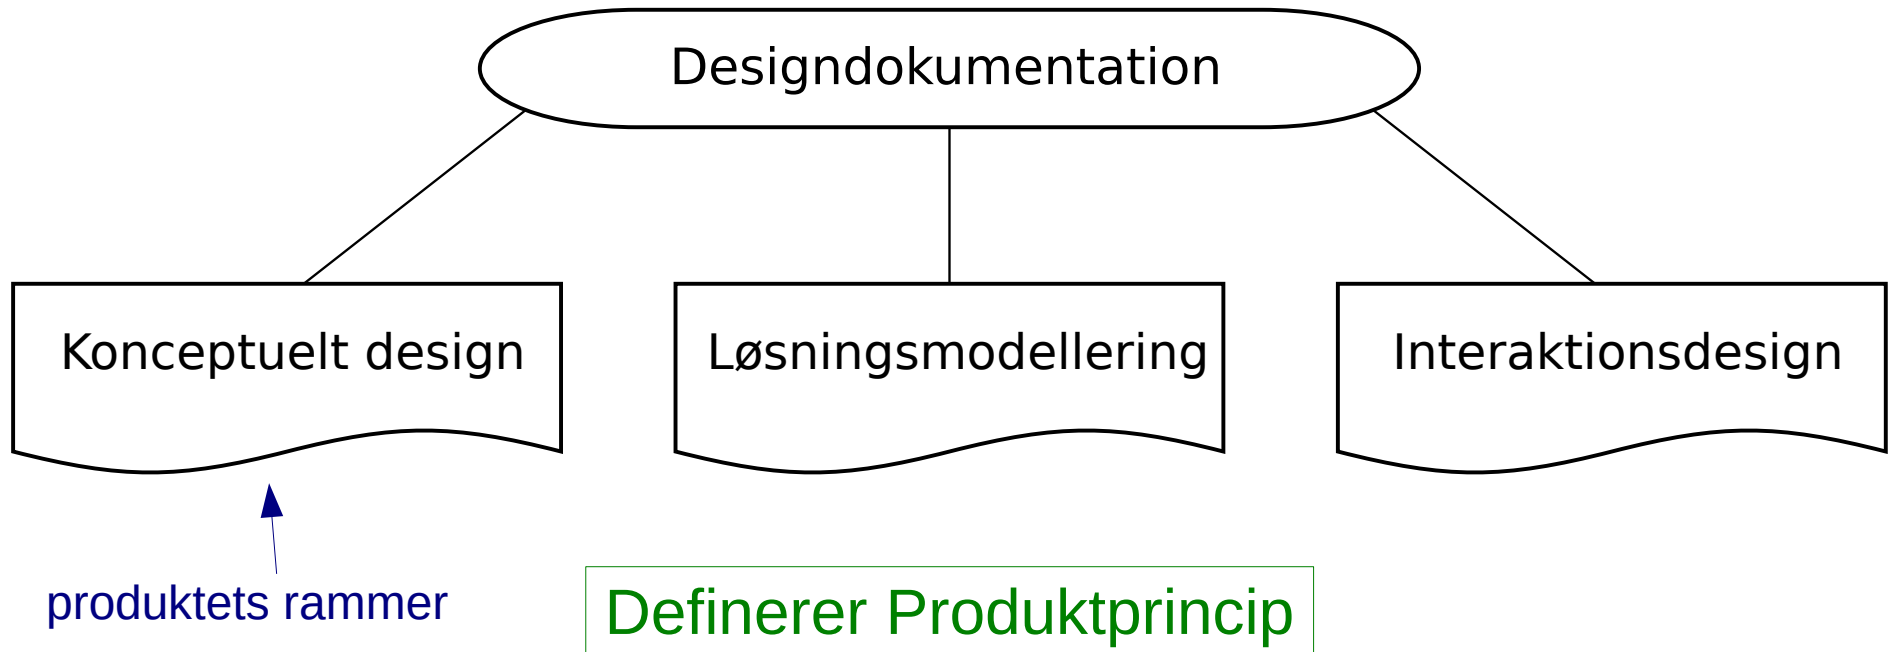 Designdokumentation
Konceptuelt design
Løsningsmodellering
Interaktionsdesign
produktets rammer
Definerer Produktprincip